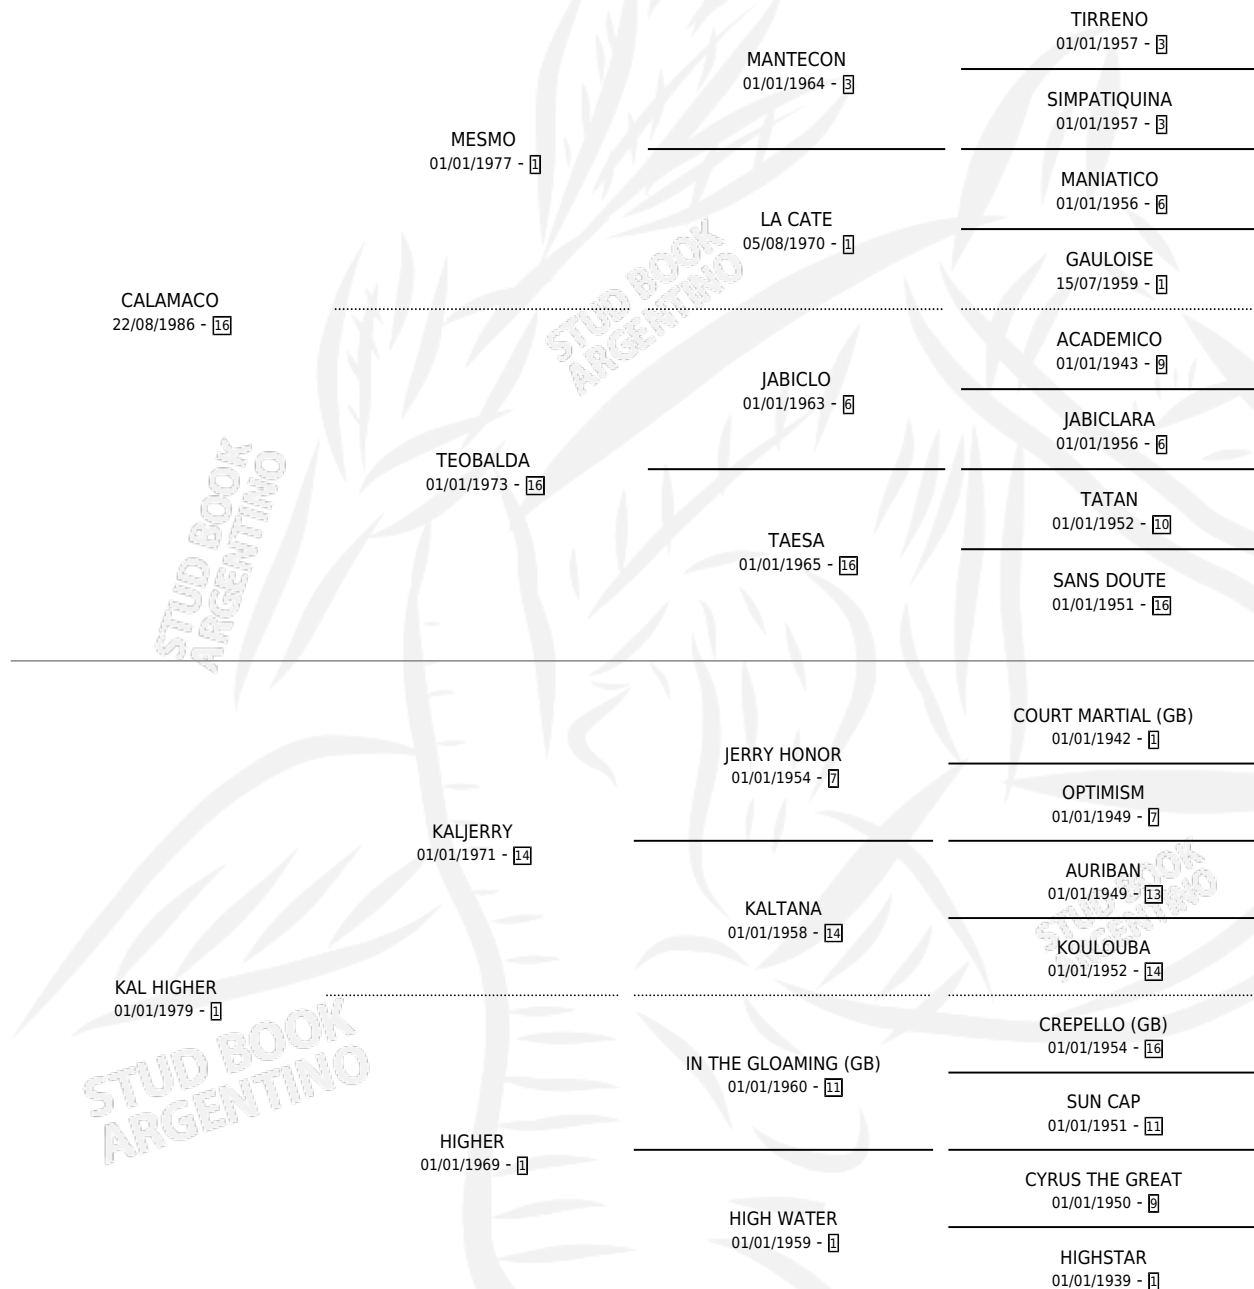 TIRRENO
01/01/1957 - 3
MANTECON
01/01/1964 - 3
SIMPATIQUINA
01/01/1957 - 3
MESMO
01/01/1977 - 1
MANIATICO
01/01/1956 - 6
LA CATE
05/08/1970 - 1
GAULOISE
15/07/1959 - 1
CALAMACO
22/08/1986 - 16
STUD BOOK
ARGENTINO
ACADEMICO
01/01/1943 - 9
JABICLO
01/01/1963 - 6
JABICLARA
01/01/1956 - 6
TEOBALDA
01/01/1973 - 16
TATAN
01/01/1952 - 10
TAESA
01/01/1965 - 16
SANS DOUTE
01/01/1951 - 16
STUD BOOK
ARGENTINO
COURT MARTIAL (GB)
01/01/1942 - 1
JERRY HONOR
01/01/1954 - 7
OPTIMISM
01/01/1949 - 7
KALJERRY
01/01/1971 - 14
AURIBAN
01/01/1949 - 13
KALTANA
01/01/1958 - 14
STUD BOOK
ARGENTINO
KOULOUBA
01/01/1952 - 14
KAL HIGHER
01/01/1979 - 1
CREPELLO (GB)
01/01/1954 - 16
IN THE GLOAMING (GB)
01/01/1960 - 11
STUD BOOK
ARGENTINO
SUN CAP
01/01/1951 - 11
HIGHER
01/01/1969 - 1
CYRUS THE GREAT
01/01/1950 - 9
HIGH WATER
01/01/1959 - 1
HIGHSTAR
01/01/1939 - 1